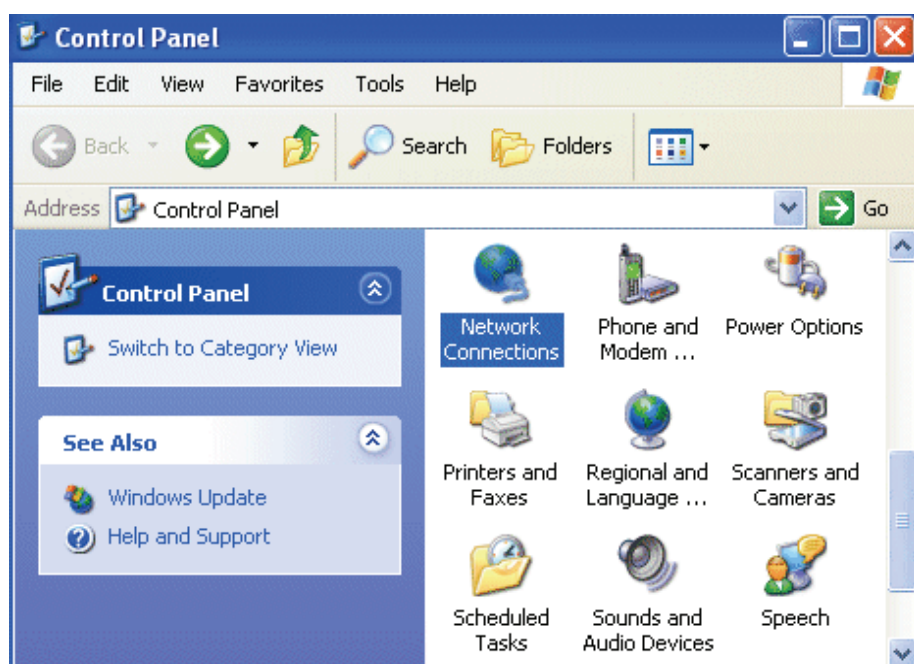 Control Panel
File Edit View Favorites Tools Help
Back Search Folders
Address Control Panel Go
Control Panel
Switch to Category View
See Also
Windows Update
Help and Support
Network
Connections
Phone and
Modem ...
Power Options
Printers and
Faxes
Regional and
Language ...
Scanners and
Cameras
Scheduled
Tasks
Sounds and
Audio Devices
Speech